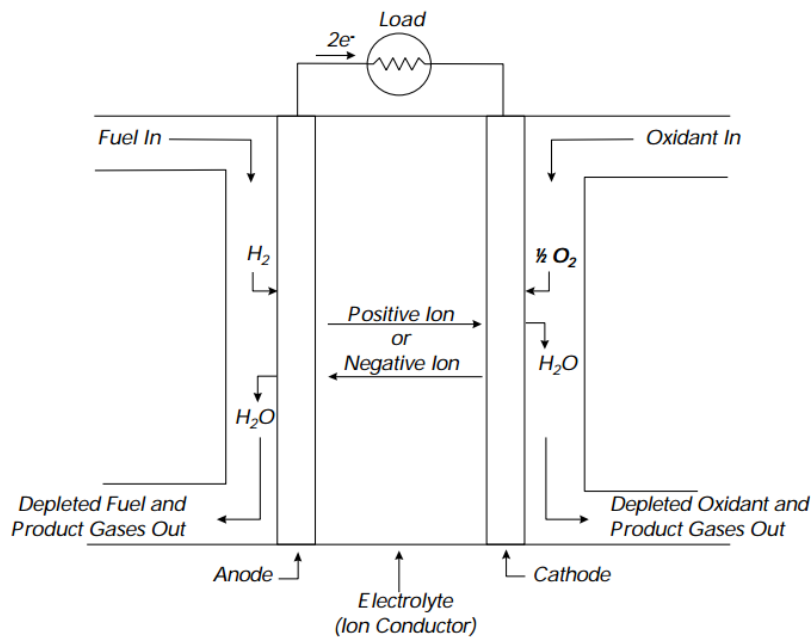 Load
2e-
Fuel In
Oxidant In
H₂
½ O₂
Positive Ion
or
Negative Ion
H₂O
H₂O
Depleted Fuel and
Product Gases Out
Depleted Oxidant and
Product Gases Out
Anode
Cathode
Electrolyte
(Ion Conductor)